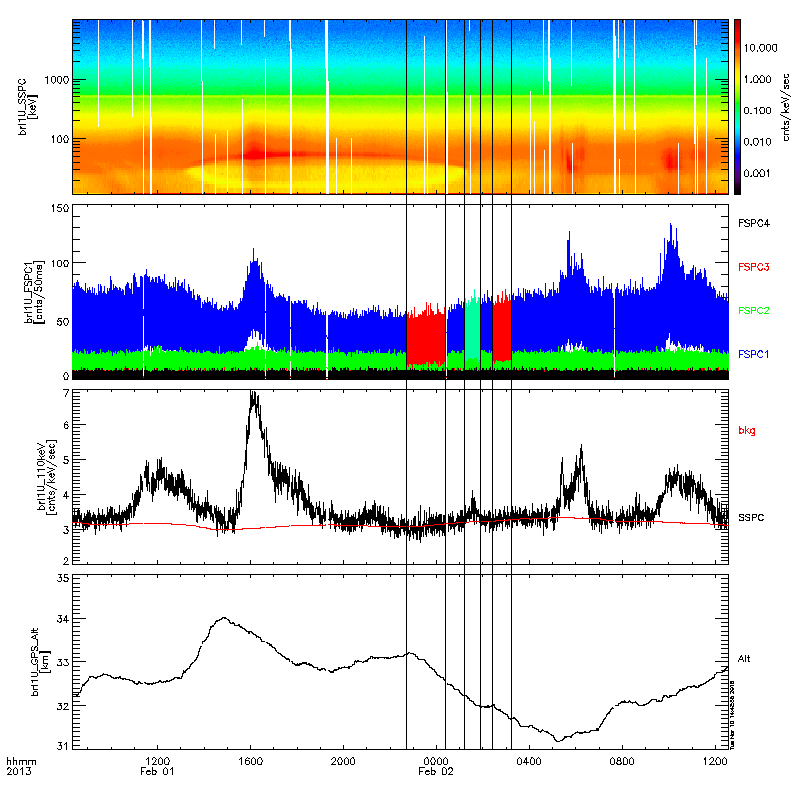 brl1U_SSPC
[keV]
1000
100
10.000
1.000
0.100
0.010
0.001
cnts/keV/sec
brl1U_FSPC1
[cnts/50ms]
150
100
50
0
FSPC4
FSPC3
FSPC2
FSPC1
brl1U_110keV
[cnts/keV/sec]
7
6
5
4
3
2
bkg
SSPC
brl1U_GPS_Alt
[km]
35
34
33
32
31
Alt
hhmm
2013
1200 1600 2000 0000 0400 0800 1200
Feb 01 Feb 02